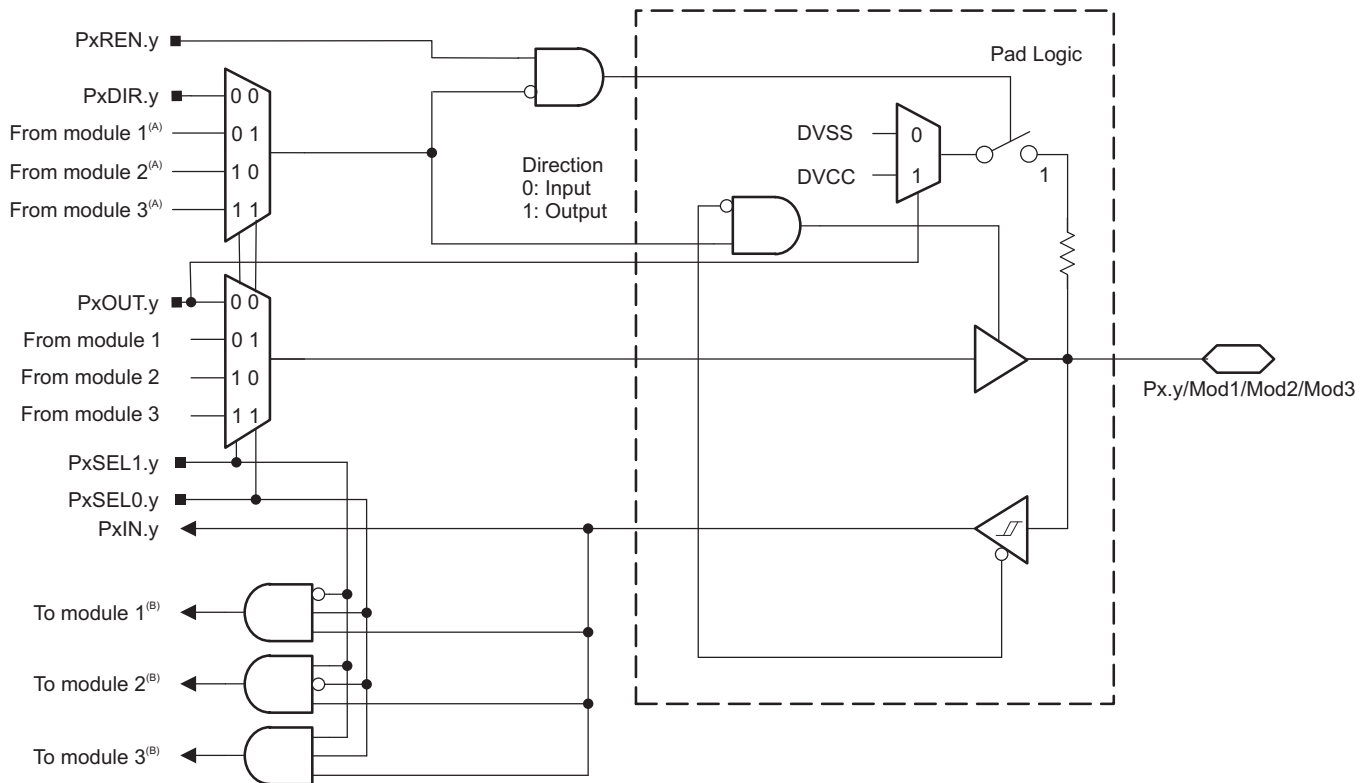 PxREN.y
Pad Logic
PxDIR.y
0 0
From module 1(A)
0 1
From module 2(A)
1 0
From module 3(A)
1 1
Direction
0: Input
1: Output
DVSS
0
DVCC
1
1
PxOUT.y
0 0
From module 1
0 1
From module 2
1 0
From module 3
1 1
Px.y/Mod1/Mod2/Mod3
PxSEL1.y
PxSEL0.y
PxIN.y
To module 1(B)
To module 2(B)
To module 3(B)